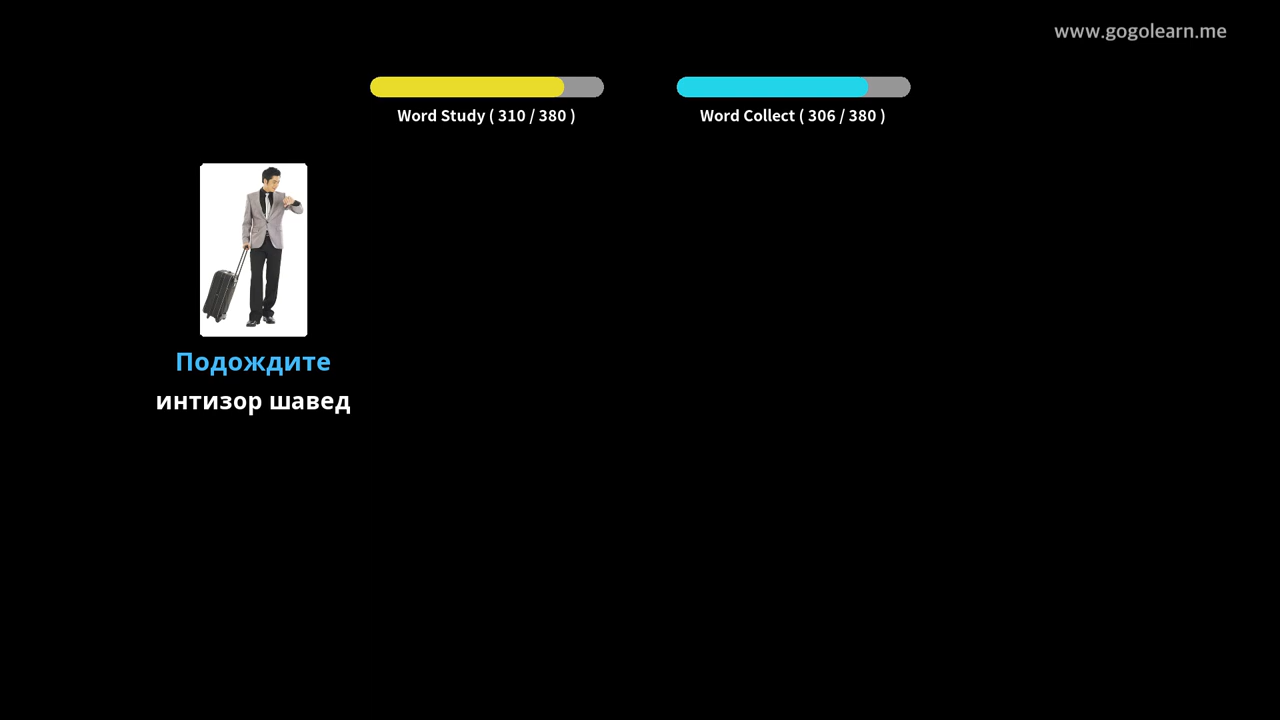 www.gogolearn.me
Word Study ( 310 / 380 )
Word Collect ( 306 / 380 )
Подождите
интизор шавед